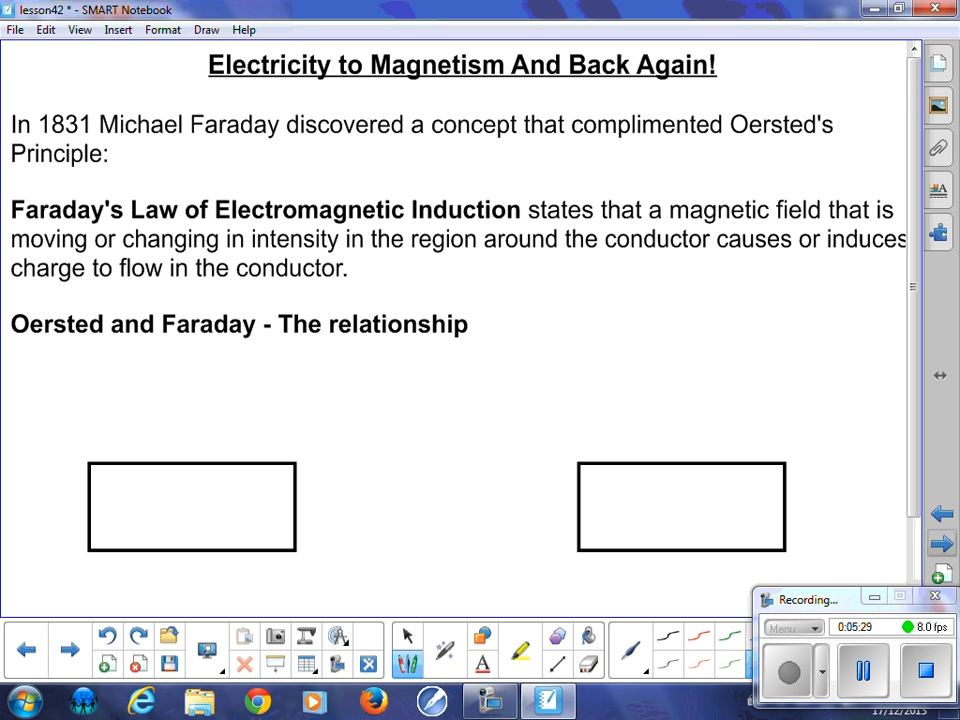 lesson42 * - SMART Notebook
File Edit View Insert Format Draw Help
Electricity to Magnetism And Back Again!
In 1831 Michael Faraday discovered a concept that complimented Oersted's
Principle:
Faraday's Law of Electromagnetic Induction states that a magnetic field that is
moving or changing in intensity in the region around the conductor causes or induces
charge to flow in the conductor.
Oersted and Faraday - The relationship
Recording...
Menu 0:05:29 8.0 fps
17/12/2013